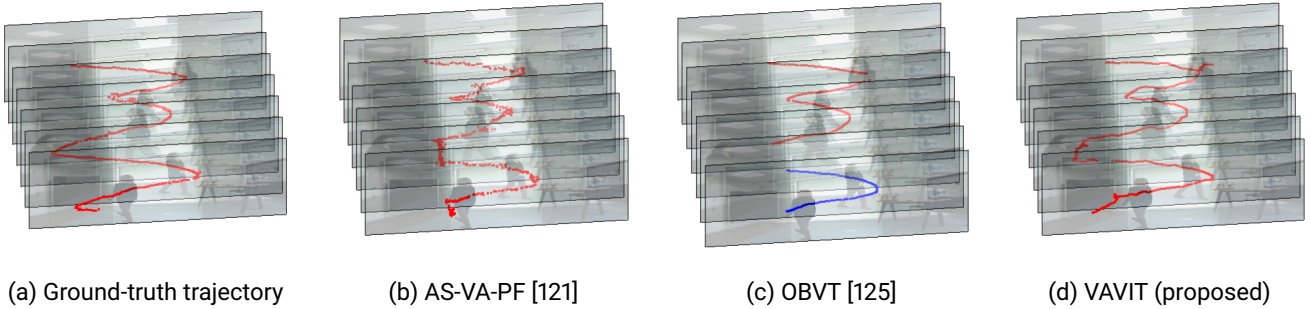 (a) Ground-truth trajectory
(b) AS-VA-PF [121]
(c) OBVT [125]
(d) VAVIT (proposed)